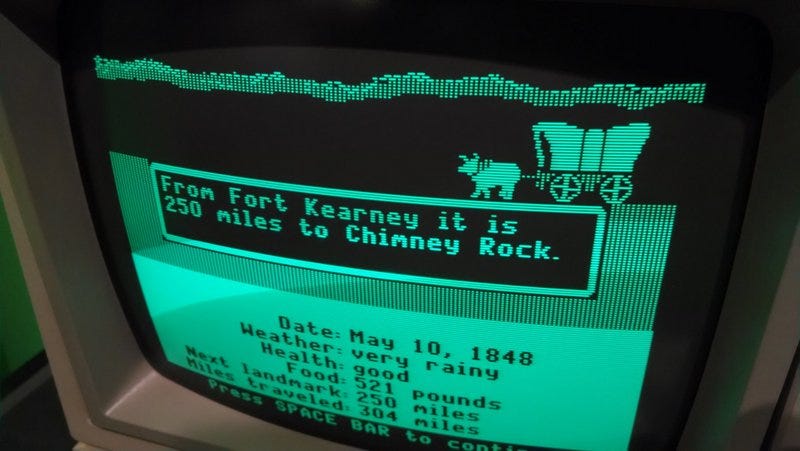 From Fort Kearney it is
250 miles to Chimney Rock.
Date: May 10, 1848
Weather: very rainy
Health: good
Food: 521 pounds
Next landmark: 250 miles
Miles traveled: 304 miles
Press SPACE BAR to